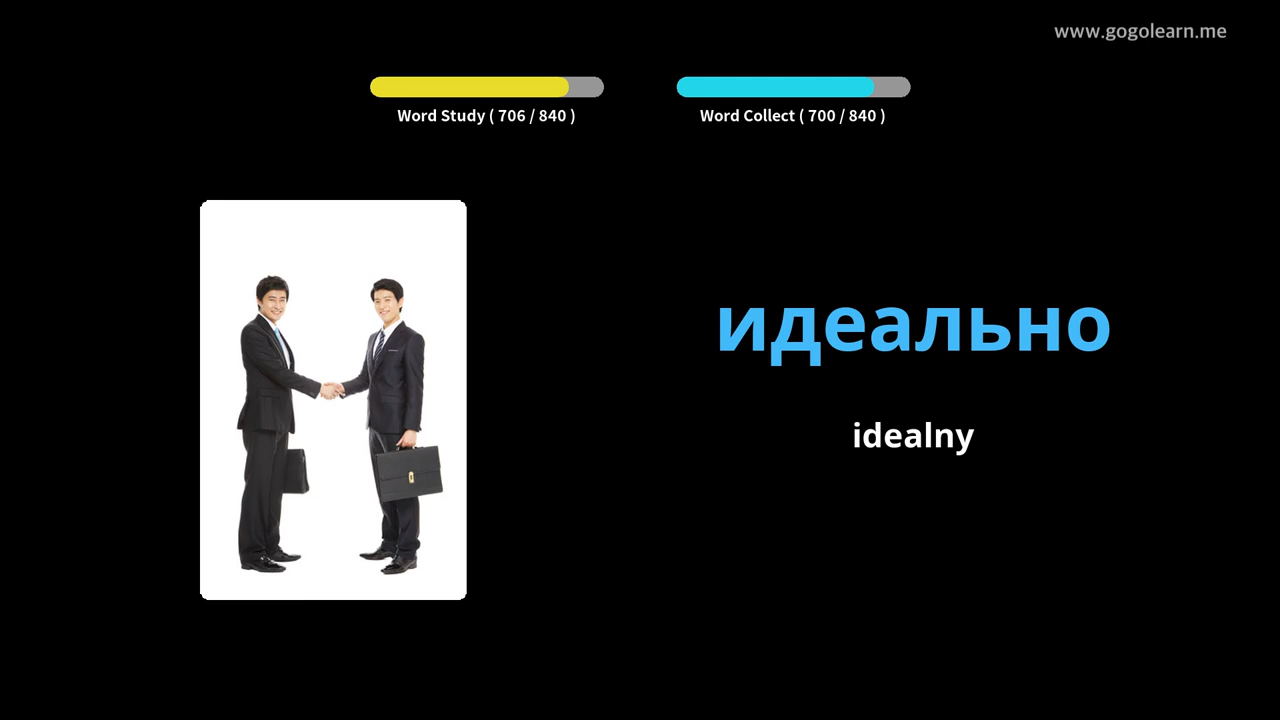 www.gogolearn.me
Word Study ( 706 / 840 )
Word Collect ( 700 / 840 )
идеально
idealny